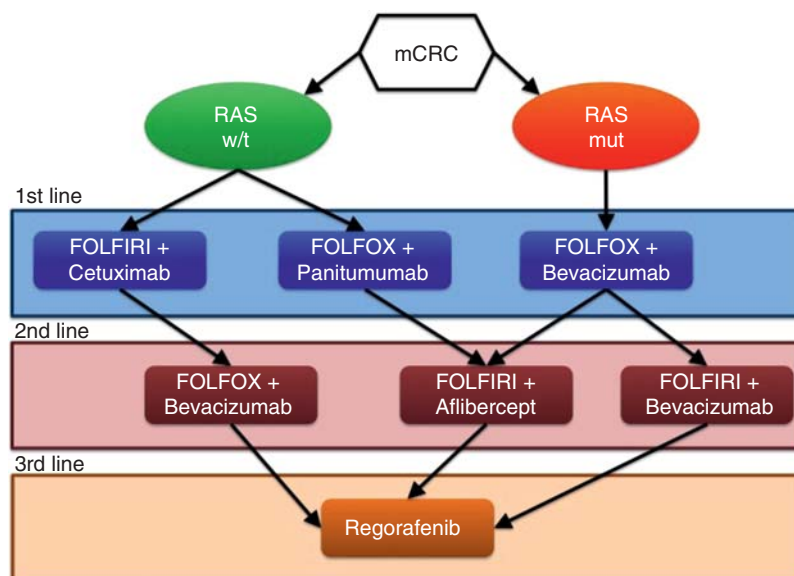 mCRC
RAS
w/t
RAS
mut
1st line
FOLFIRI +
Cetuximab
FOLFOX +
Panitumumab
FOLFOX +
Bevacizumab
2nd line
FOLFOX +
Bevacizumab
FOLFIRI +
Aflibercept
FOLFIRI +
Bevacizumab
3rd line
Regorafenib